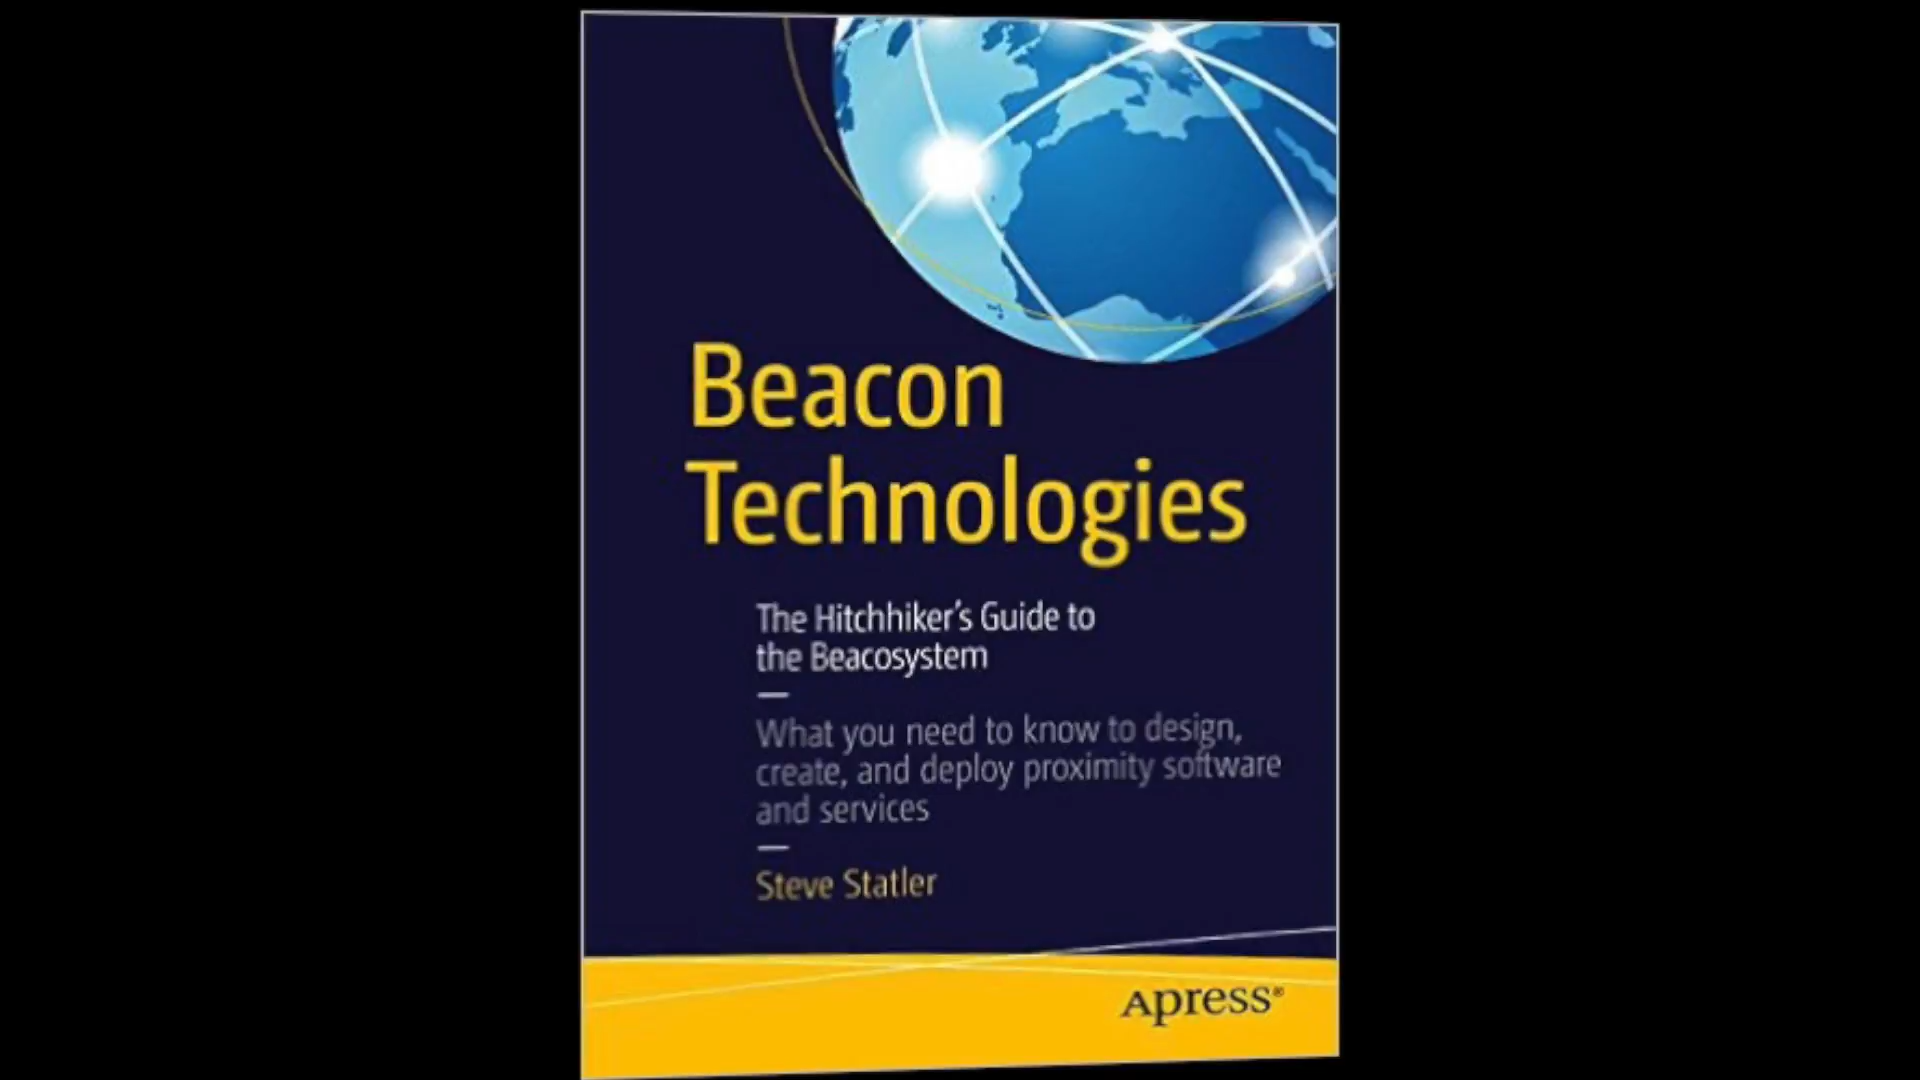 Beacon
Technologies
The Hitchhiker's Guide to
the Beacosystem
What you need to know to design,
create, and deploy proximity software
and services
Steve Statler
Apress®